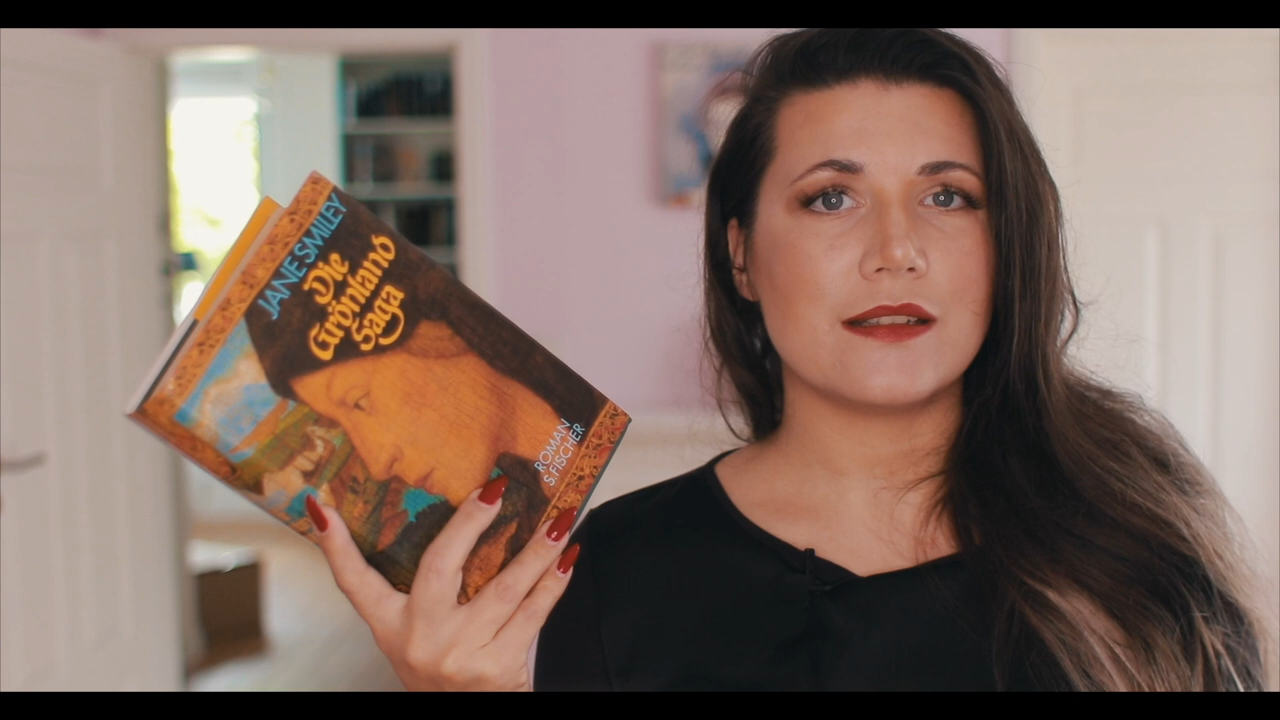 JANE SMILEY
Die
Grönland
Saga
ROMAN
S. FISCHER